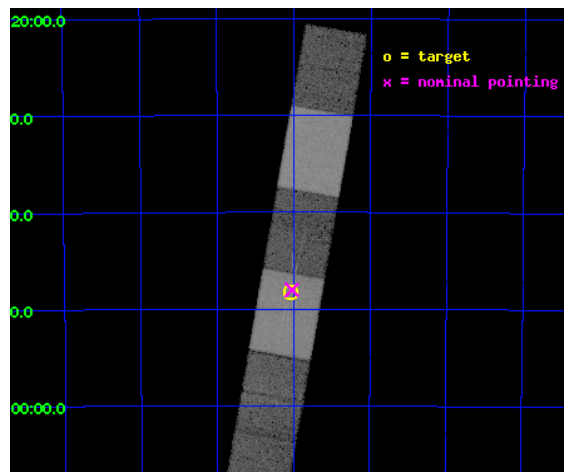 20:00.0
o = target
x = nominal pointing
0.0
0.0
0.0
00:00.0